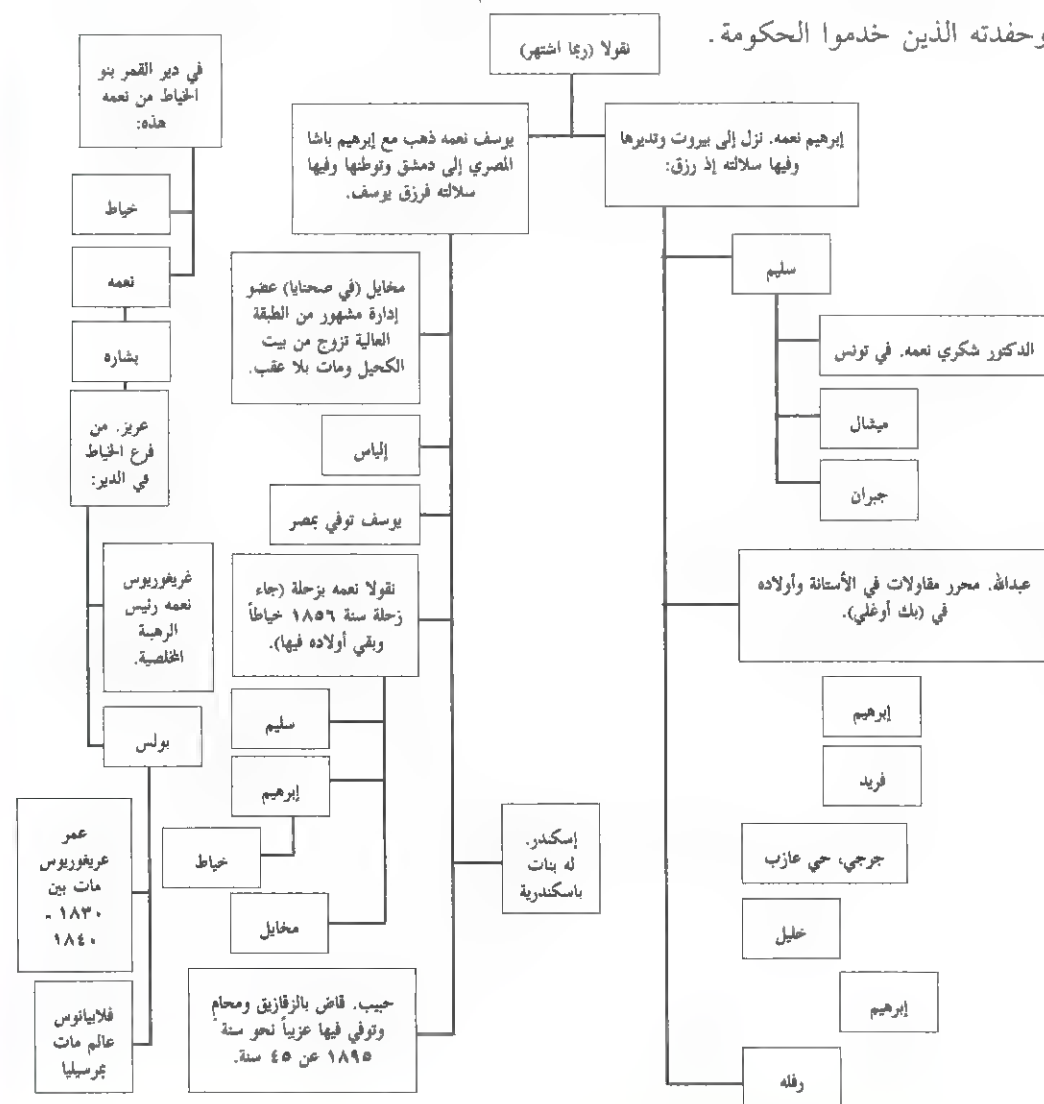 وحفدته الذين خدموا الحكومة.
نقولا (ربما اشتهر)
إبرهيم نعمه. نزل إلى بيروت وتديرها
وفيها سلالته إذ رزق:
سليم
الدكتور شكري نعمه. في تونس
ميشال
جبران
عبدالله. محرر مقاولات في الأستانة وأولاده
في (بك أوغلي).
إبرهيم
فريد
جرجي، حي عازب
خليل
إبرهيم
رفله
يوسف نعمه ذهب مع إبرهيم باشا
المصري إلى دمشق وتوطنها وفيها
سلالته فرزق يوسف.
مخايل (في صحنايا) عضو
إدارة مشهور من الطبقة
العالية تزوج من بيت
الكحيل ومات بلا عقب.
إلياس
يوسف توفي بمصر
نقولا نعمه بزحلة (جاء
زحلة سنة ١٨٥٦ خياطاً
وبقي أولاده فيها).
سليم
إبرهيم
خياط
مخايل
إسكندر.
له بنات
باسكندرية
حبيب. قاض بالزقازيق ومحامٍ
وتوفي فيها عزيباً نحو سنة
١٨٩٥ عن ٤٥ سنة.
في دير القمر بنو
الخياط من نعمه
هذه:
خياط
نعمه
بشاره
عريز. من
فرع الخياط
في الدير:
غريغوريوس
نعمه رئيس
الرهبنة
المخلصية.
بولس
عمر
عريغوريوس
مات بين
١٨٣٠ -
١٨٤٠
فلابيانوس
عالم مات
بمرسيليا